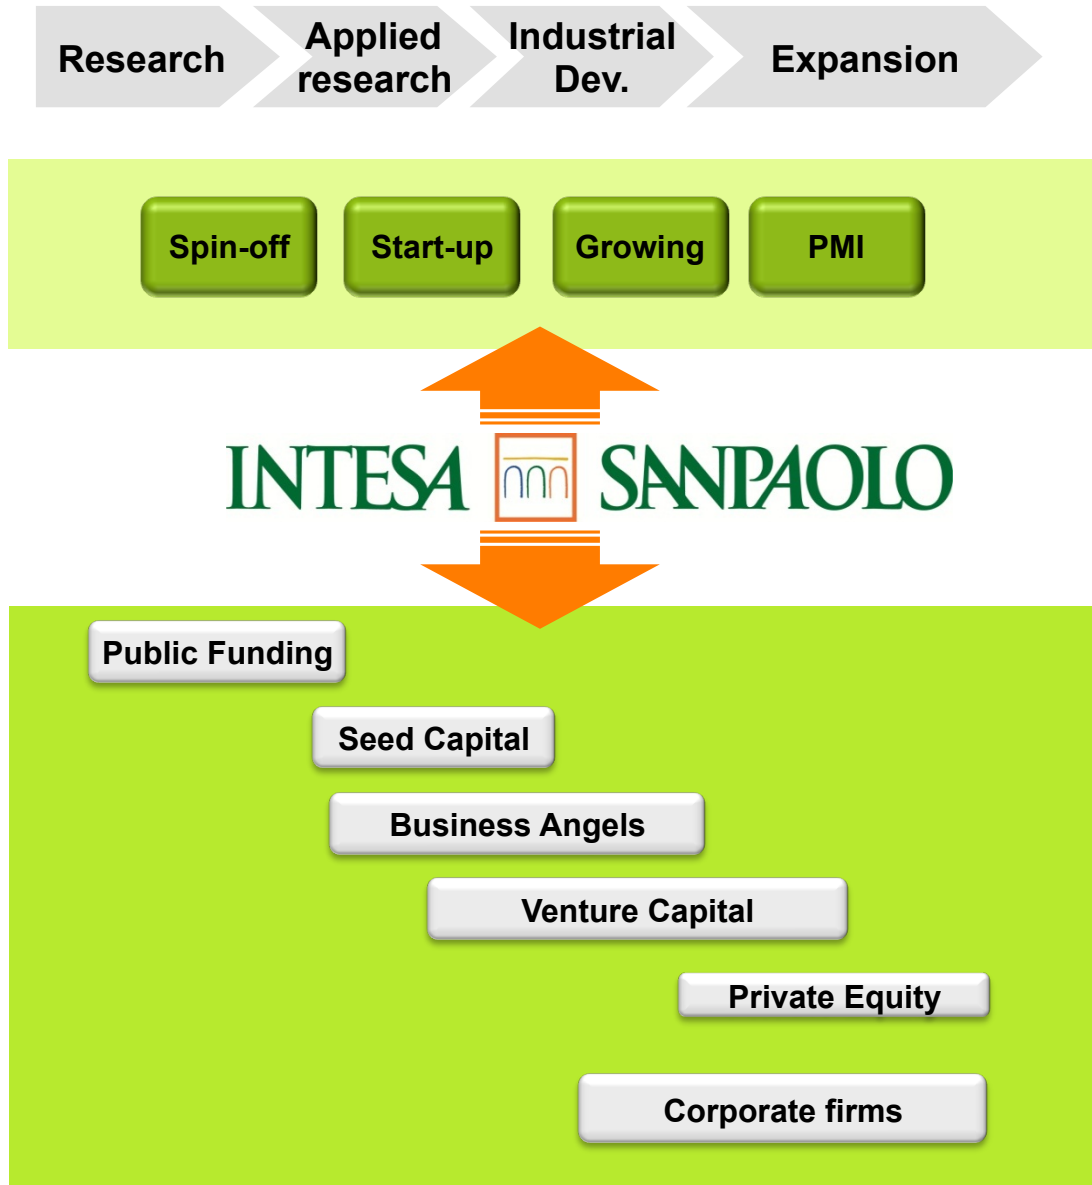 Research
Applied
research
Industrial
Dev.
Expansion
Spin-off
Start-up
Growing
PMI
INTESA SANPAOLO
Public Funding
Seed Capital
Business Angels
Venture Capital
Private Equity
Corporate firms